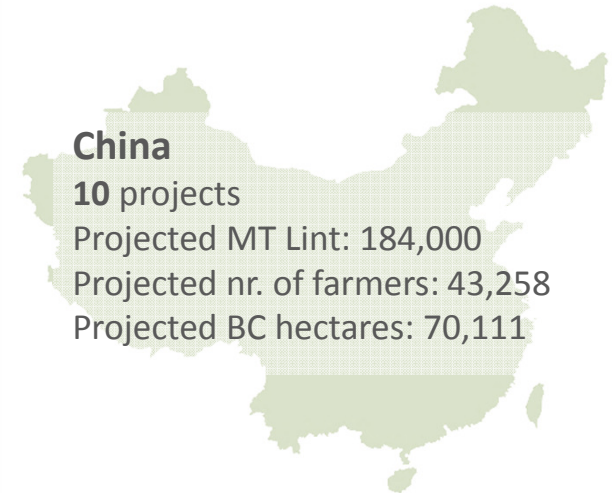 China
10 projects
Projected MT Lint: 184,000
Projected nr. of farmers: 43,258
Projected BC hectares: 70,111